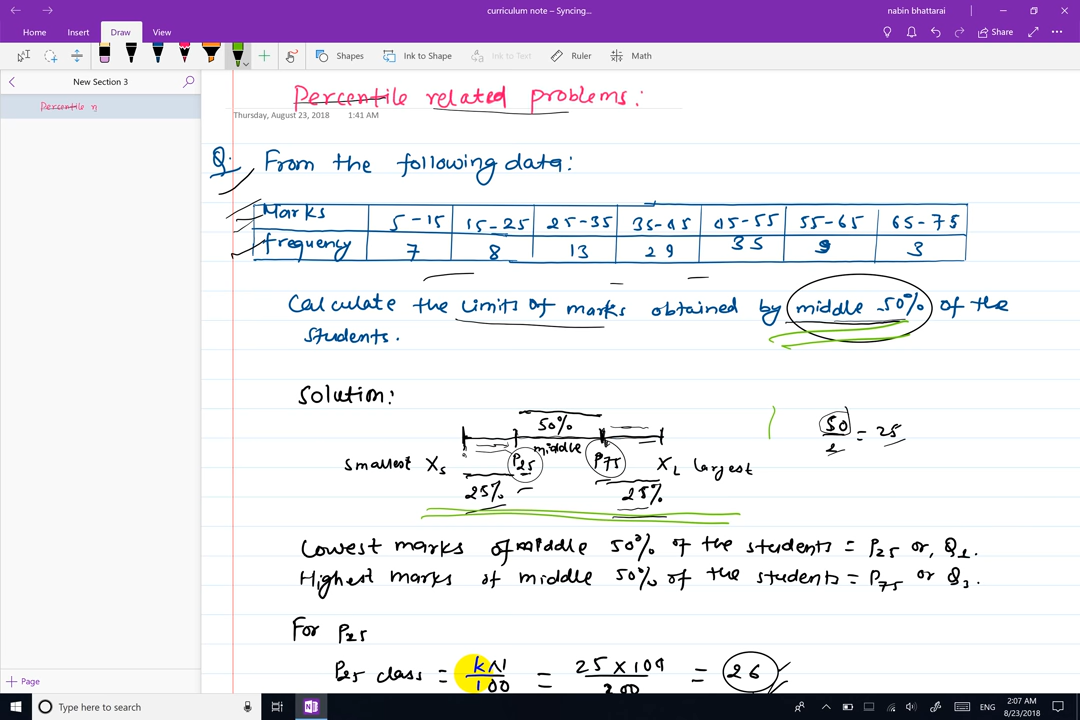 curriculum note – Syncing...
nabin bhattarai
Home Insert Draw View
Share
Shapes Ink to Shape Ink to Text Ruler Math
New Section 3
Percentile related problems:
Thursday, August 23, 2018 1:41 AM
Q. From the following data:
Marks 5-15 15-25 25-35 35-45 45-55 55-65 65-75
frequency 7 8 13 29 35 9 3
Calculate the limits of marks obtained by middle 50% of the
students.
Solution:
50%
middle
50/2 = 25
smallest Xs P25 P75 XL largest
25% 25%
Lowest marks of middle 50% of the students = P25 or, Q1.
Highest marks of middle 50% of the students = P75 or Q3.
For P25
P25 class = kN/100 = 25 × 104/100 = 26
Page
Type here to search
ENG
2:07 AM
8/23/2018